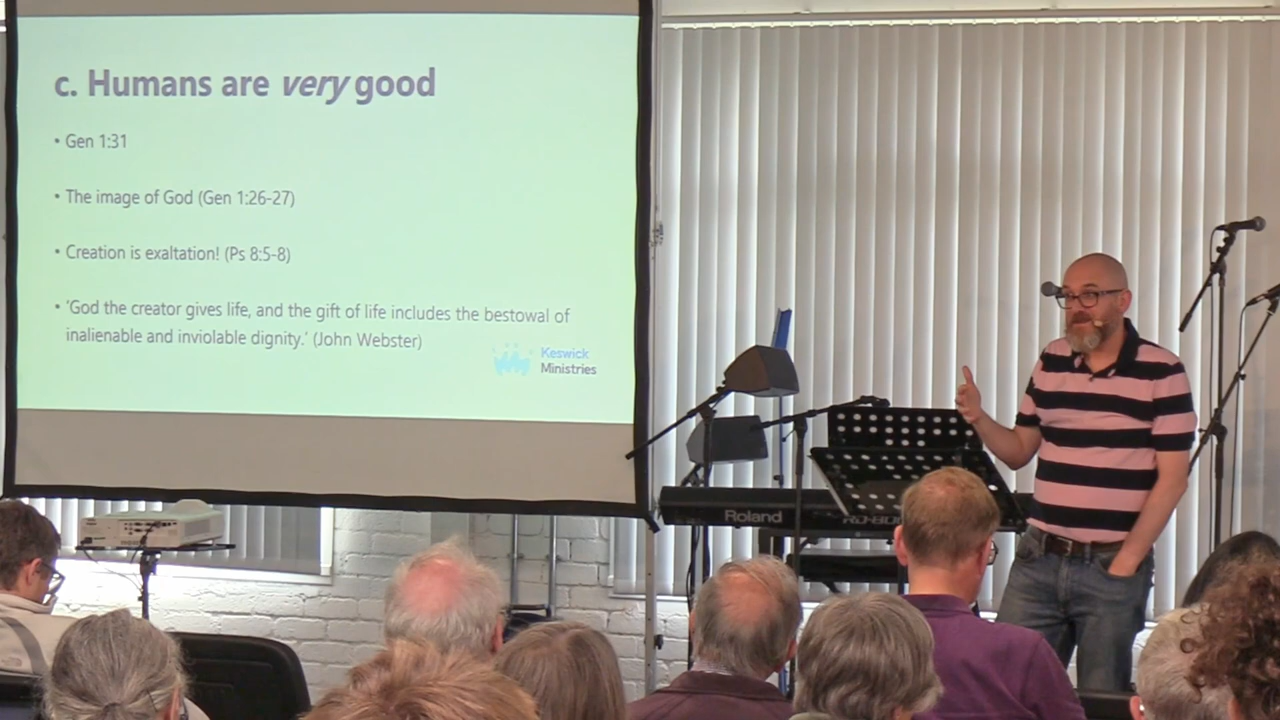 c. Humans are very good
• Gen 1:31
• The image of God (Gen 1:26-27)
• Creation is exaltation! (Ps 8:5-8)
• ‘God the creator gives life, and the gift of life includes the bestowal of
inalienable and inviolable dignity.’ (John Webster)
Keswick
Ministries
Roland